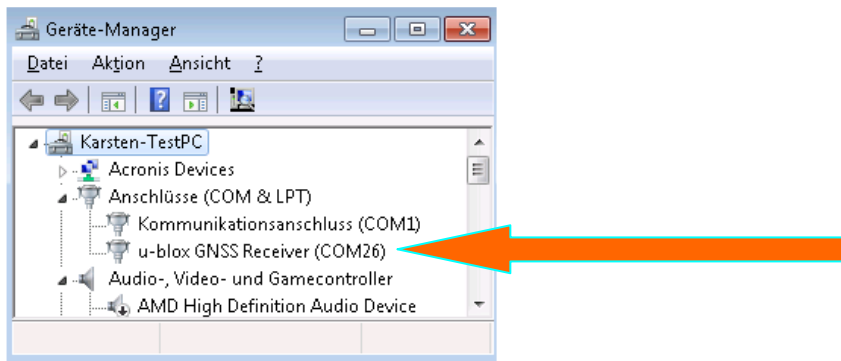 Geräte-Manager
Datei Aktion Ansicht ?
Karsten-TestPC
Acronis Devices
Anschlüsse (COM & LPT)
Kommunikationsanschluss (COM1)
u-blox GNSS Receiver (COM26)
Audio-, Video- und Gamecontroller
AMD High Definition Audio Device